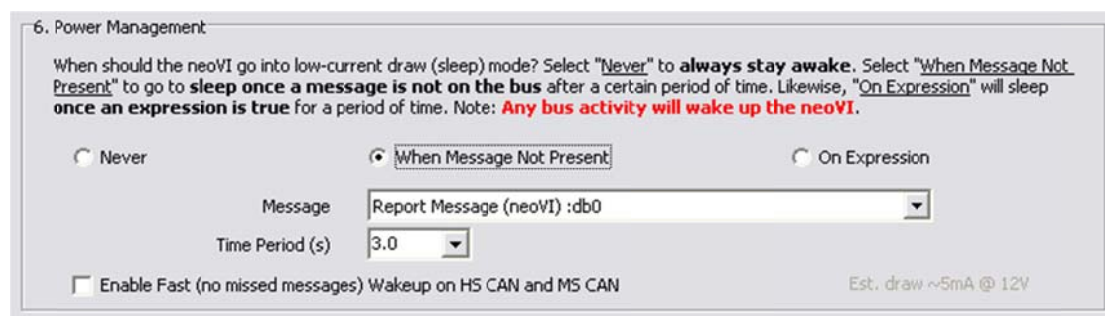 6. Power Management
When should the neoVI go into low-current draw (sleep) mode? Select "Never" to always stay awake. Select "When Message Not
Present" to go to sleep once a message is not on the bus after a certain period of time. Likewise, "On Expression" will sleep
once an expression is true for a period of time. Note: Any bus activity will wake up the neoVI.
Never When Message Not Present On Expression
Message Report Message (neoVI) :db0
Time Period (s) 3.0
Enable Fast (no missed messages) Wakeup on HS CAN and MS CAN Est. draw ~5mA @ 12V